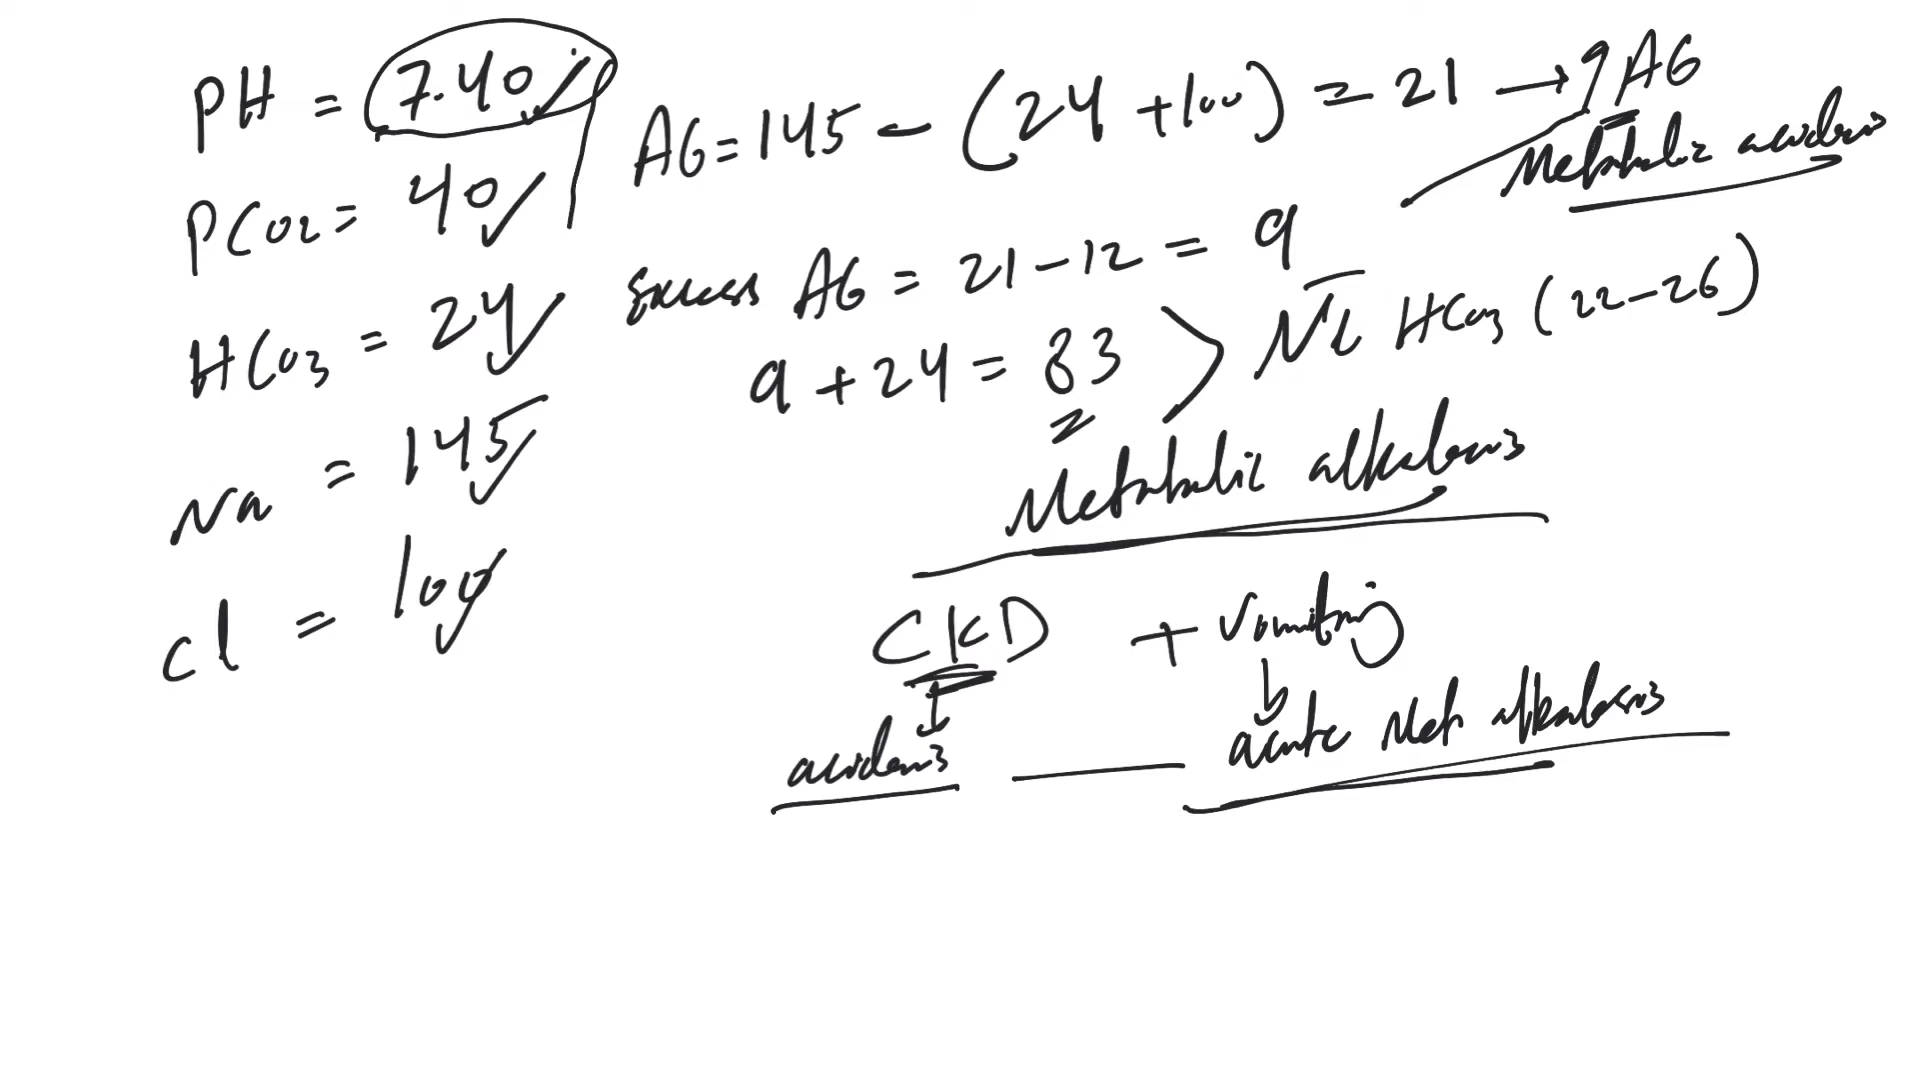 PH = 7.40
PCO2 = 40
HCO3 = 24
Na = 145
cl = 100
AG = 145 - (24 + 100) = 21 → ↑ AG
Metabolic acidosis
Excess AG = 21 - 12 = 9
9 + 24 = 33 > NL HCO3 (22-26)
Metabolic alkalosis
CKD + Vomiting
↓ ↓
acidosis — acute Met alkalosis